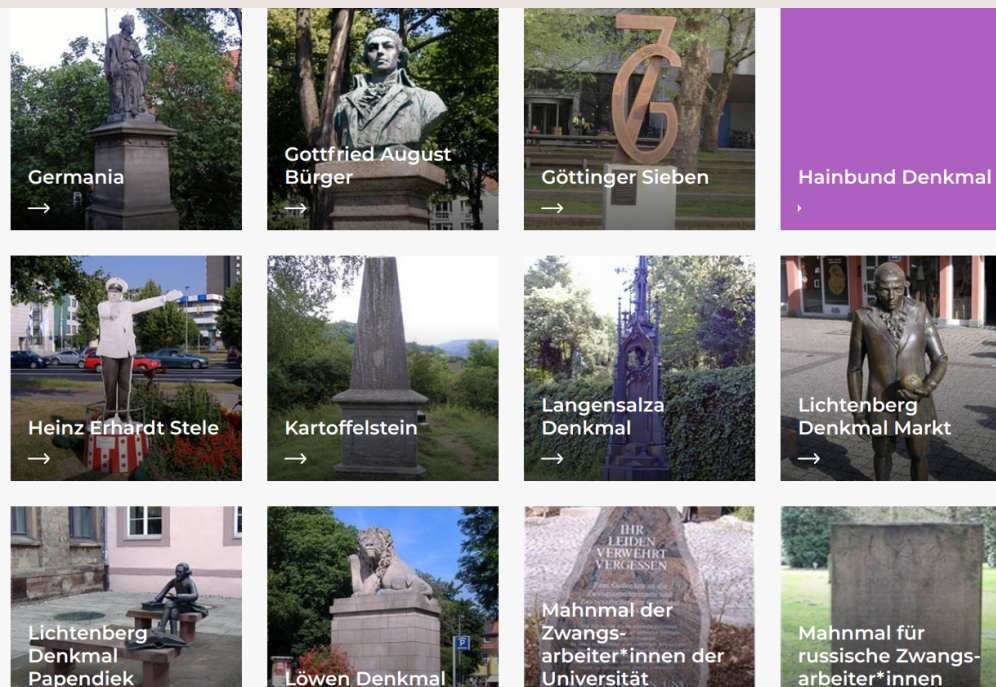 Germania
Gottfried August
Bürger
Göttinger Sieben
Hainbund Denkmal
Heinz Erhardt Stele
Kartoffelstein
Langensalza
Denkmal
Lichtenberg
Denkmal Markt
Lichtenberg
Denkmal
Papendiek
Löwen Denkmal
P
IHR
LEIDEN
VERWEHRT
VERGESSEN
Mahnmal der
Zwangs-
arbeiter*innen der
Universität
Mahnmal für
russische Zwangs-
arbeiter*innen